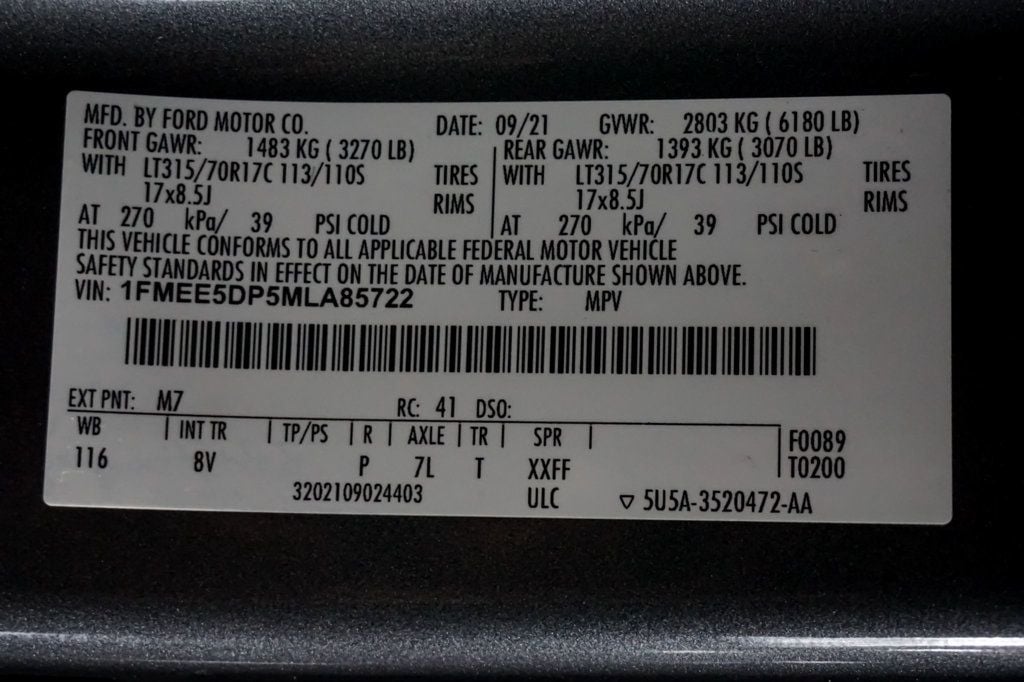 MFD. BY FORD MOTOR CO. DATE: 09/21 GVWR: 2803 KG ( 6180 LB)
FRONT GAWR: 1483 KG ( 3270 LB) REAR GAWR: 1393 KG ( 3070 LB)
WITH LT315/70R17C 113/110S TIRES WITH LT315/70R17C 113/110S TIRES
17x8.5J RIMS 17x8.5J RIMS
AT 270 kPa/ 39 PSI COLD AT 270 kPa/ 39 PSI COLD
THIS VEHICLE CONFORMS TO ALL APPLICABLE FEDERAL MOTOR VEHICLE
SAFETY STANDARDS IN EFFECT ON THE DATE OF MANUFACTURE SHOWN ABOVE.
VIN: 1FMEE5DP5MLA85722 TYPE: MPV
EXT PNT: M7 RC: 41 DSO:
WB INT TR TP/PS R AXLE TR SPR F0089
116 8V P 7L T XXFF T0200
3202109024403 ULC ▽ 5U5A-3520472-AA